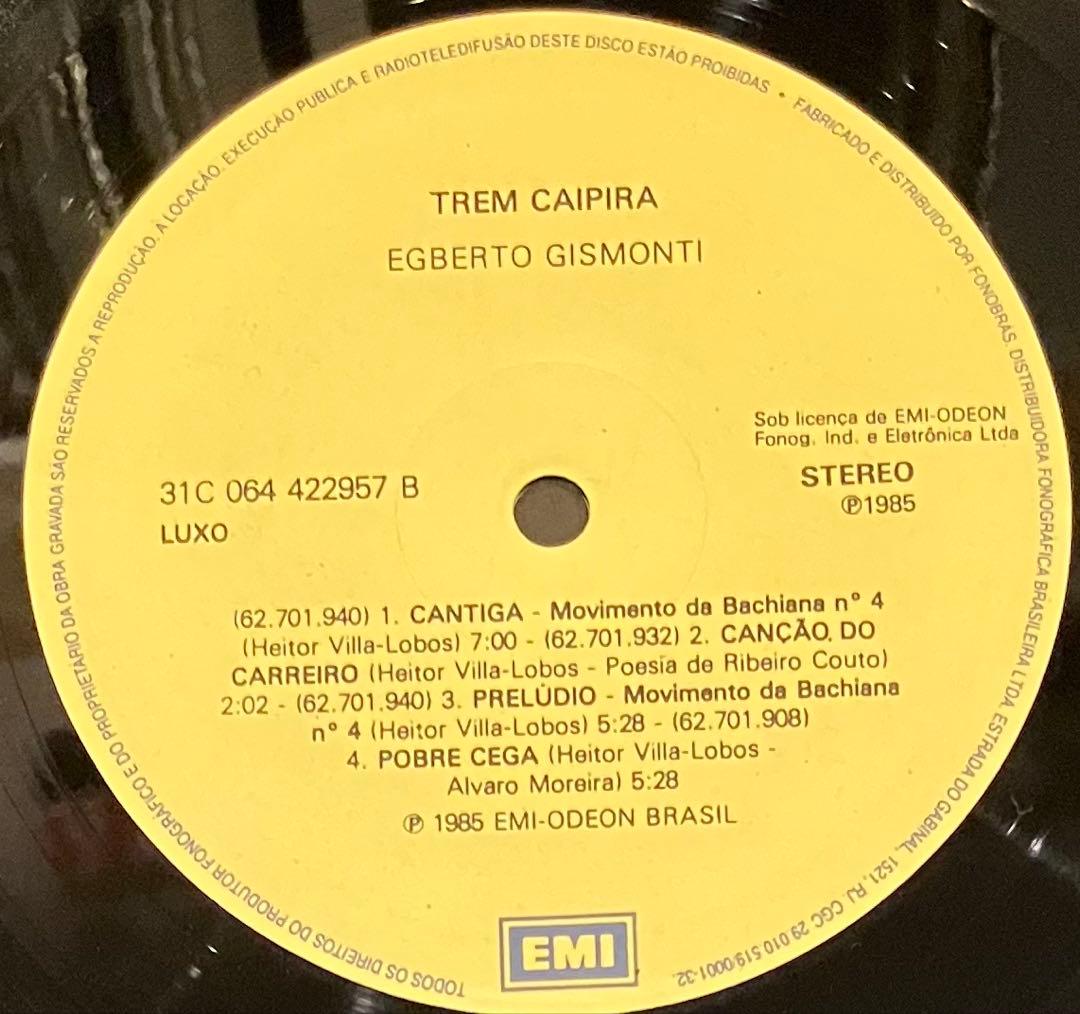 TODOS OS DIREITOS DO PRODUTOR FONOGRÁFICO E DO PROPRIETÁRIO DA OBRA GRAVADA SÃO RESERVADOS A REPRODUÇÃO. A LOCAÇÃO. EXECUÇÃO PUBLICA E RADIOTELEDIFUSÃO DESTE DISCO ESTÃO PROIBIDAS • FABRICADO E DISTRIBUIDO POR FONOBRAS. DISTRIBUIDORA FONOGRAFICA BRASILEIRA LTDA. ESTRADA DO GABINAL, 1521, RJ CGC 29.010.519/0001-32.
TREM CAIPIRA
EGBERTO GISMONTI
Sob licença de EMI-ODEON
Fonog. Ind. e Eletrônica Ltda
STEREO
℗1985
31C 064 422957 B
LUXO
(62.701.940) 1. CANTIGA - Movimento da Bachiana nº 4
(Heitor Villa-Lobos) 7:00 - (62.701.932) 2. CANÇÃO. DO
CARREIRO (Heitor Villa-Lobos - Poesia de Ribeiro Couto)
2:02 - (62.701.940) 3. PRELÚDIO - Movimento da Bachiana
nº 4 (Heitor Villa-Lobos) 5:28 - (62.701.908)
4. POBRE CEGA (Heitor Villa-Lobos -
Alvaro Moreira) 5:28
℗ 1985 EMI-ODEON BRASIL
EMI